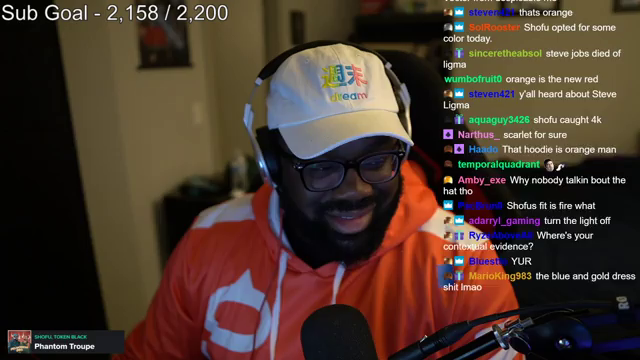 Sub Goal - 2,158 / 2,200
steven421 thats orange
SolRooster Shofu opted for some
color today.
sinceretheabsol steve jobs died of
ligma
wumbofruit0 orange is the new red
steven421 y'all heard about Steve
Ligma
aquaguy3426 shofu caught 4k
Narthus_ scarlet for sure
Haado That hoodie is orange man
temporalquadrant
Amby_exe Why nobody talkin bout the
hat tho
Shofus fit is fire what
adarryl_gaming turn the light off
Where's your
contextual evidence?
YUR
MarioKing983 the blue and gold dress
shit lmao
週末
dream
SHOFU, TOKEN BLACK
Phantom Troupe